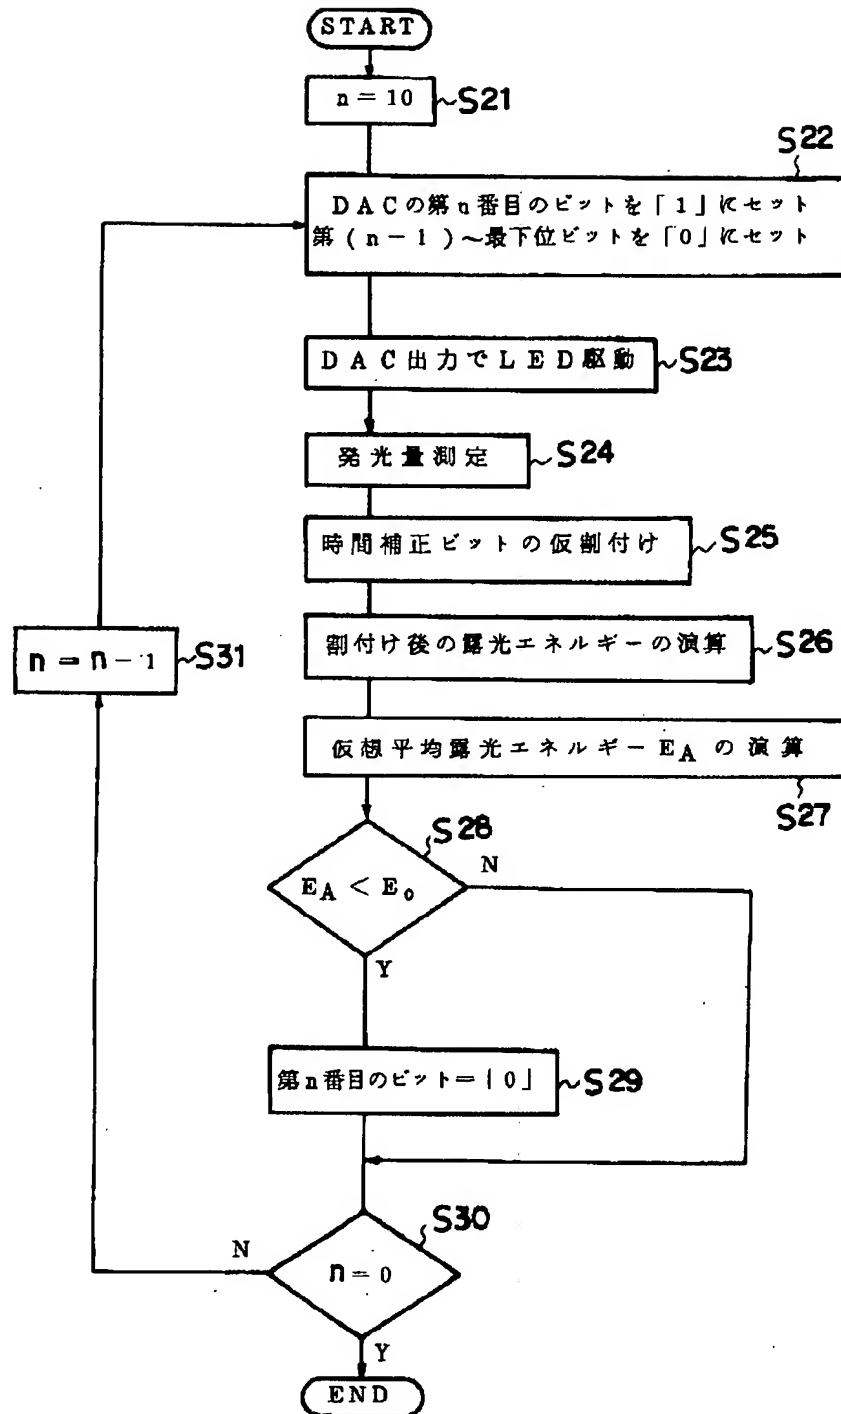 START
n = 10
S21
S22
DACの第n番目のビットを「1」にセット
第(n-1)～最下位ビットを「0」にセット
DAC出力でLED駆動
S23
発光量測定
S24
時間補正ビットの仮割付け
S25
割付け後の露光エネルギーの演算
S26
n = n - 1
S31
仮想平均露光エネルギーEA の演算
S27
S28
EA < Eo
N
Y
第n番目のビット=「0」
S29
S30
N
n = 0
Y
END